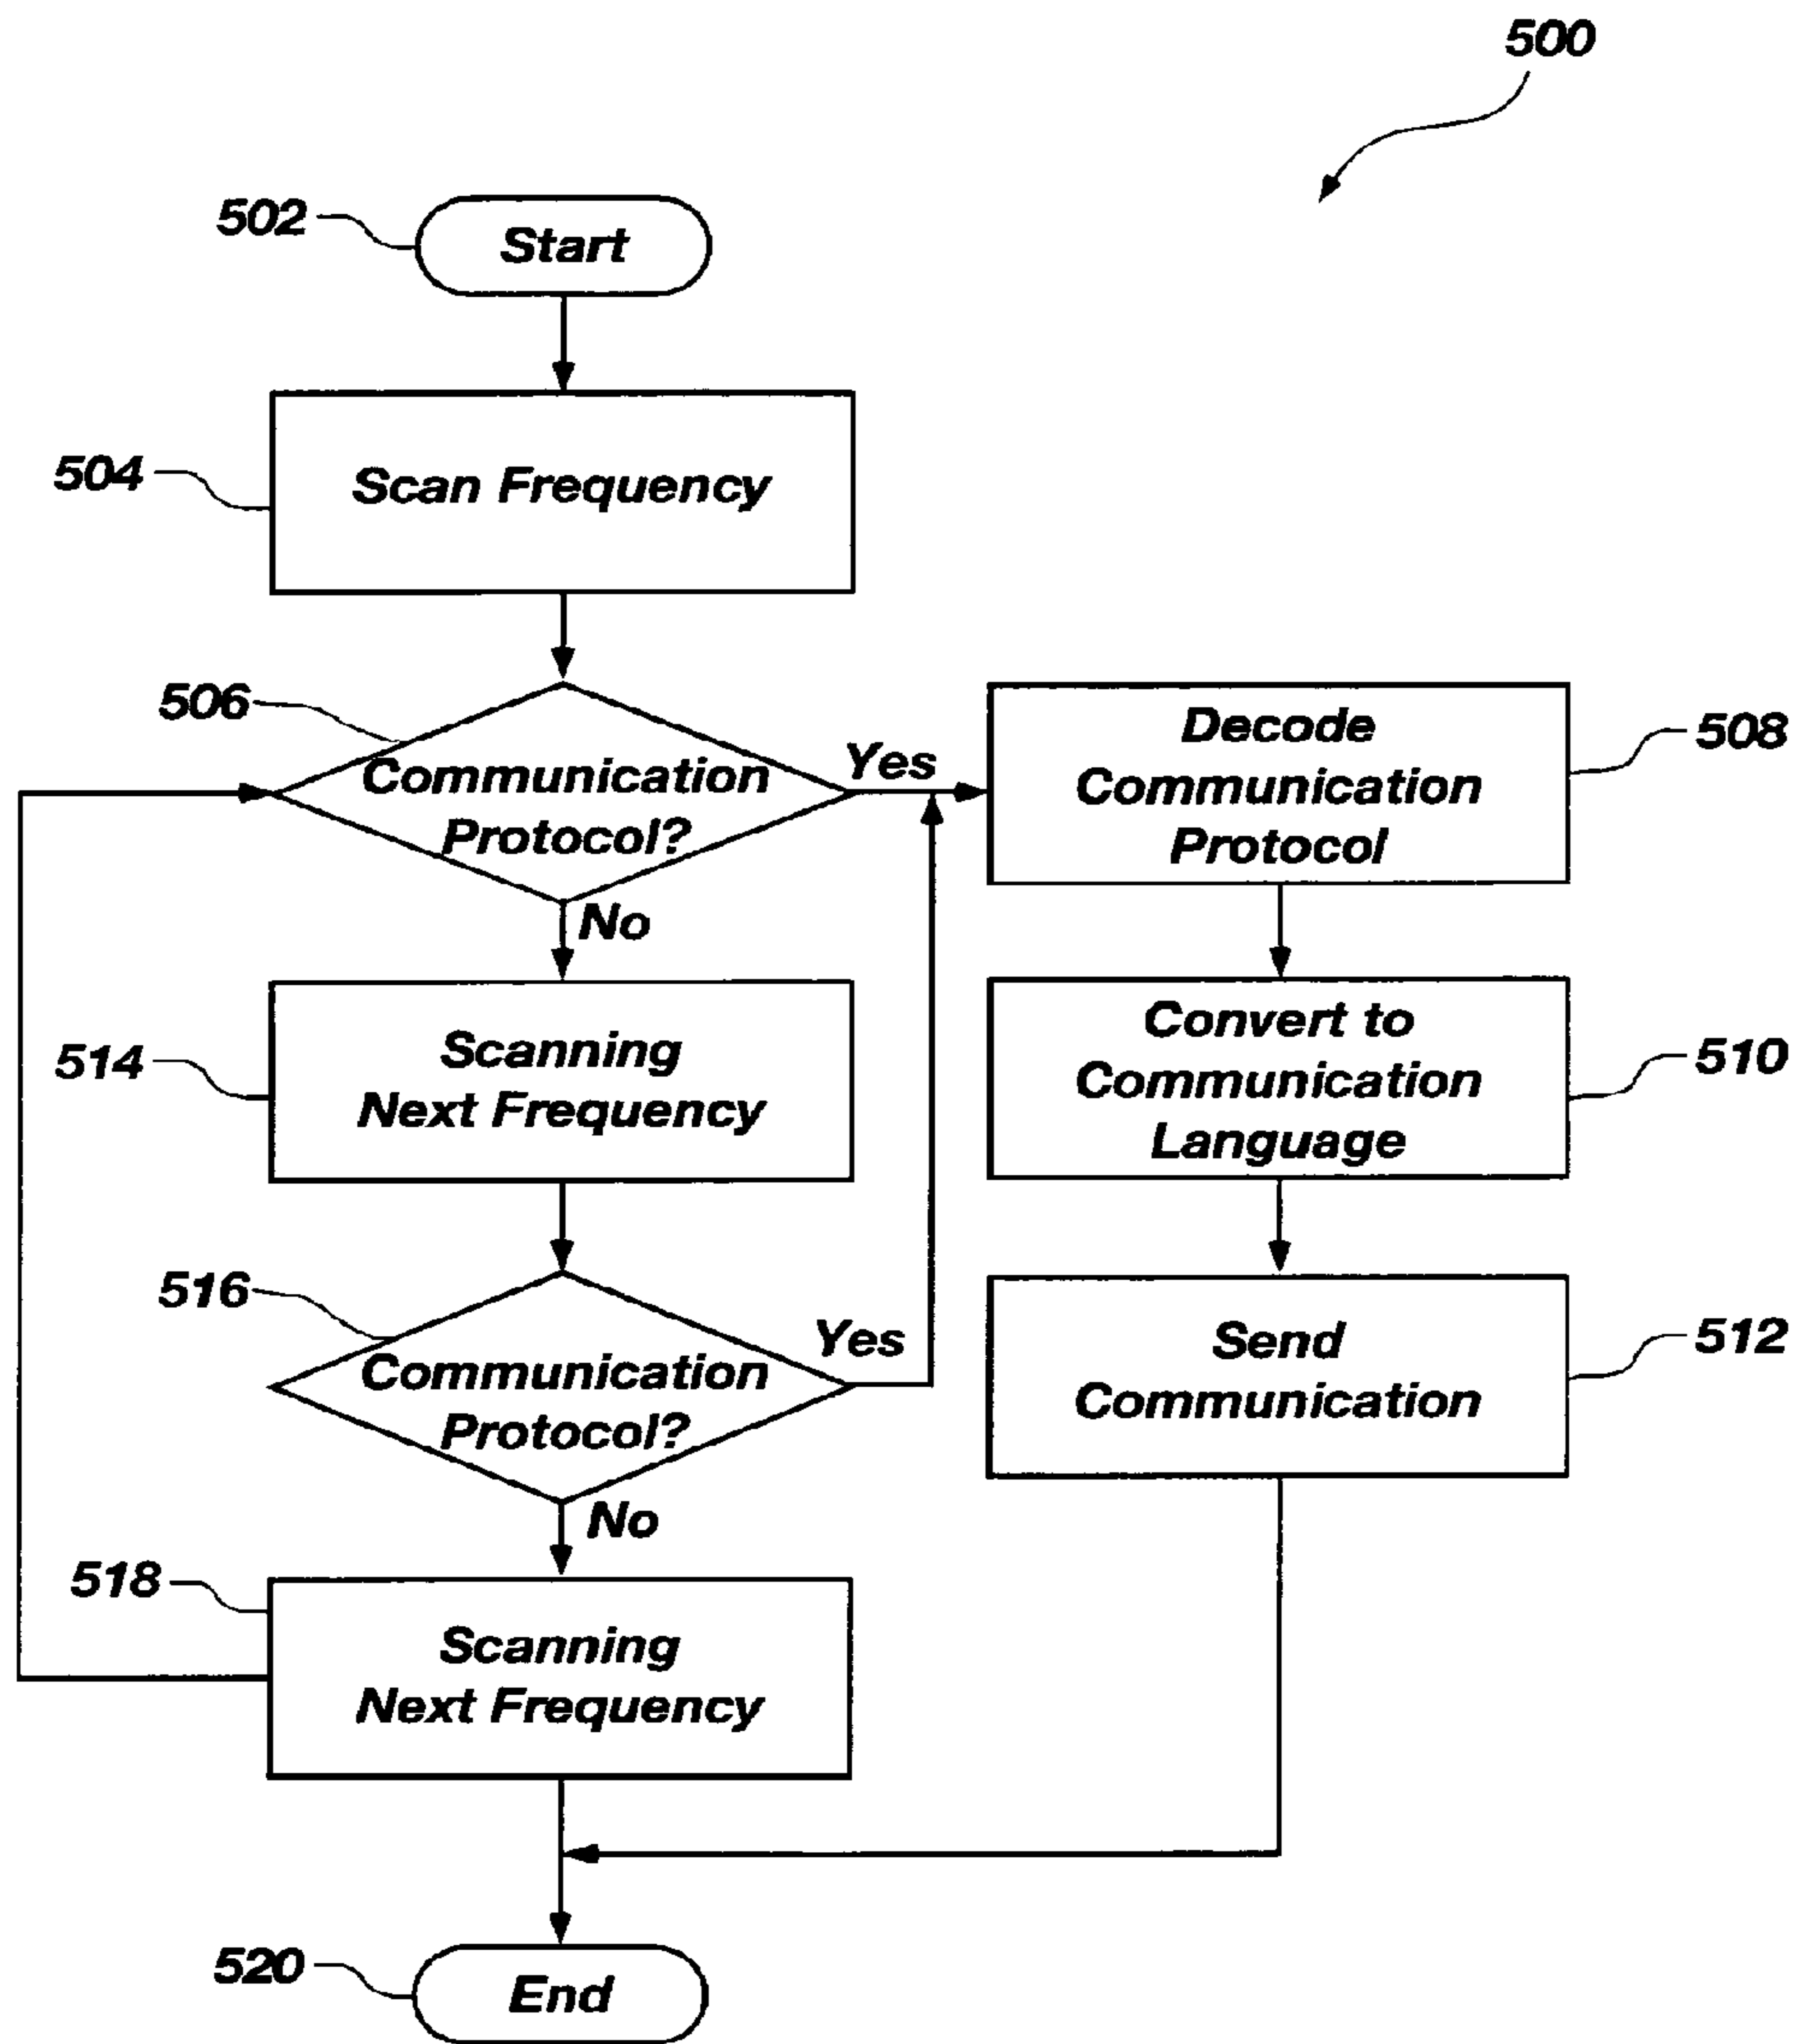 500
502
Start
504
Scan Frequency
506
Communication
Protocol?
Yes
Decode
Communication
Protocol
508
No
514
Scanning
Next Frequency
Convert to
Communication
Language
510
516
Communication
Protocol?
Yes
Send
Communication
512
No
518
Scanning
Next Frequency
520
End